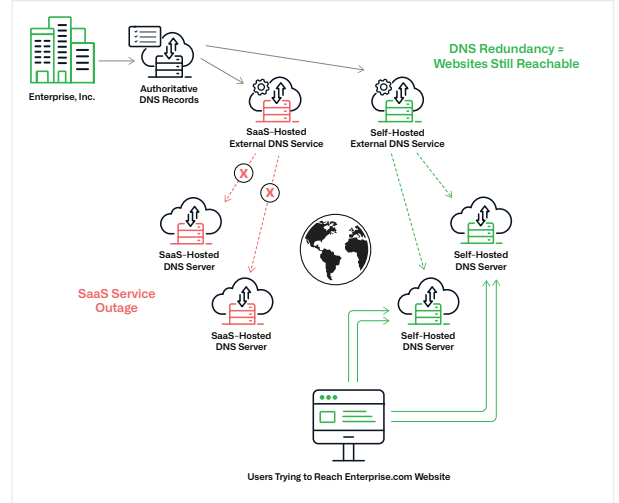 DNS Redundancy =
Websites Still Reachable
Enterprise, Inc.
Authoritative
DNS Records
SaaS-Hosted
External DNS Service
Self-Hosted
External DNS Service
X
X
SaaS-Hosted
DNS Server
Self-Hosted
DNS Server
SaaS Service
Outage
SaaS-Hosted
DNS Server
Self-Hosted
DNS Server
Users Trying to Reach Enterprise.com Website